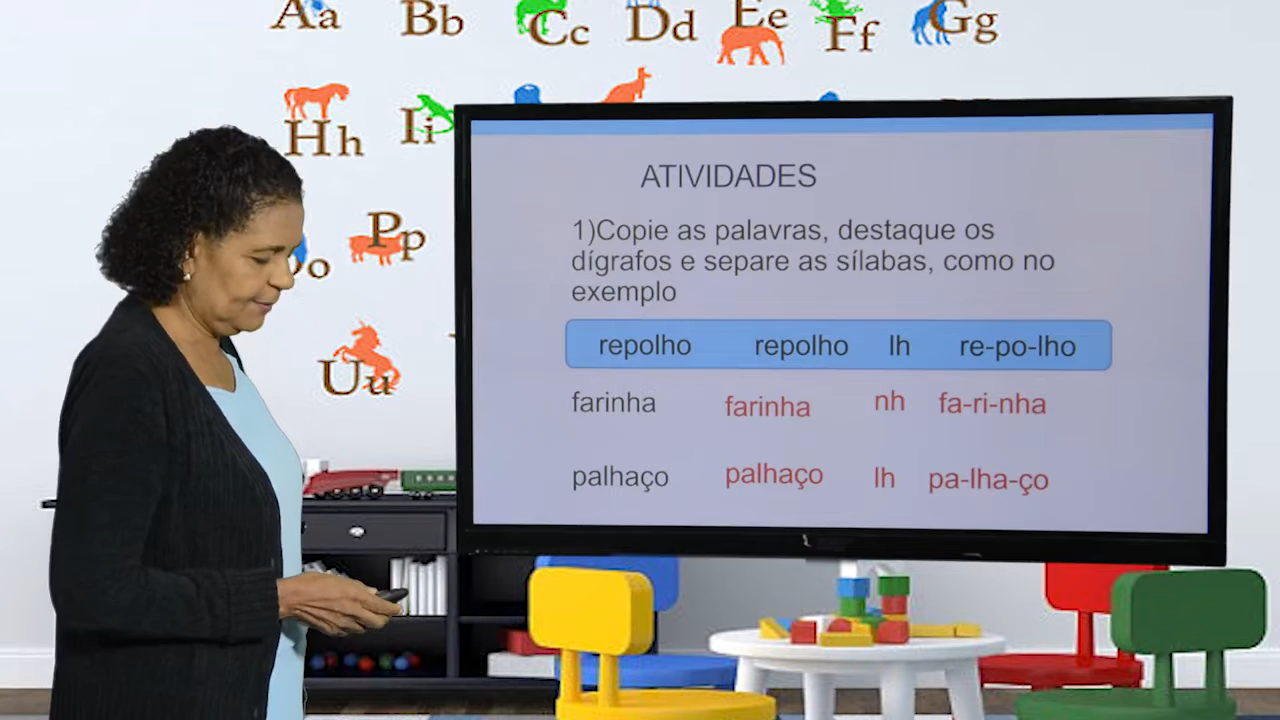 Aa Bb Cc Dd Ee Ff Gg
Hh Ii
Pp
Uu
ATIVIDADES
1)Copie as palavras, destaque os
dígrafos e separe as sílabas, como no
exemplo
repolho repolho lh re-po-lho
farinha farinha nh fa-ri-nha
palhaço palhaço lh pa-lha-ço